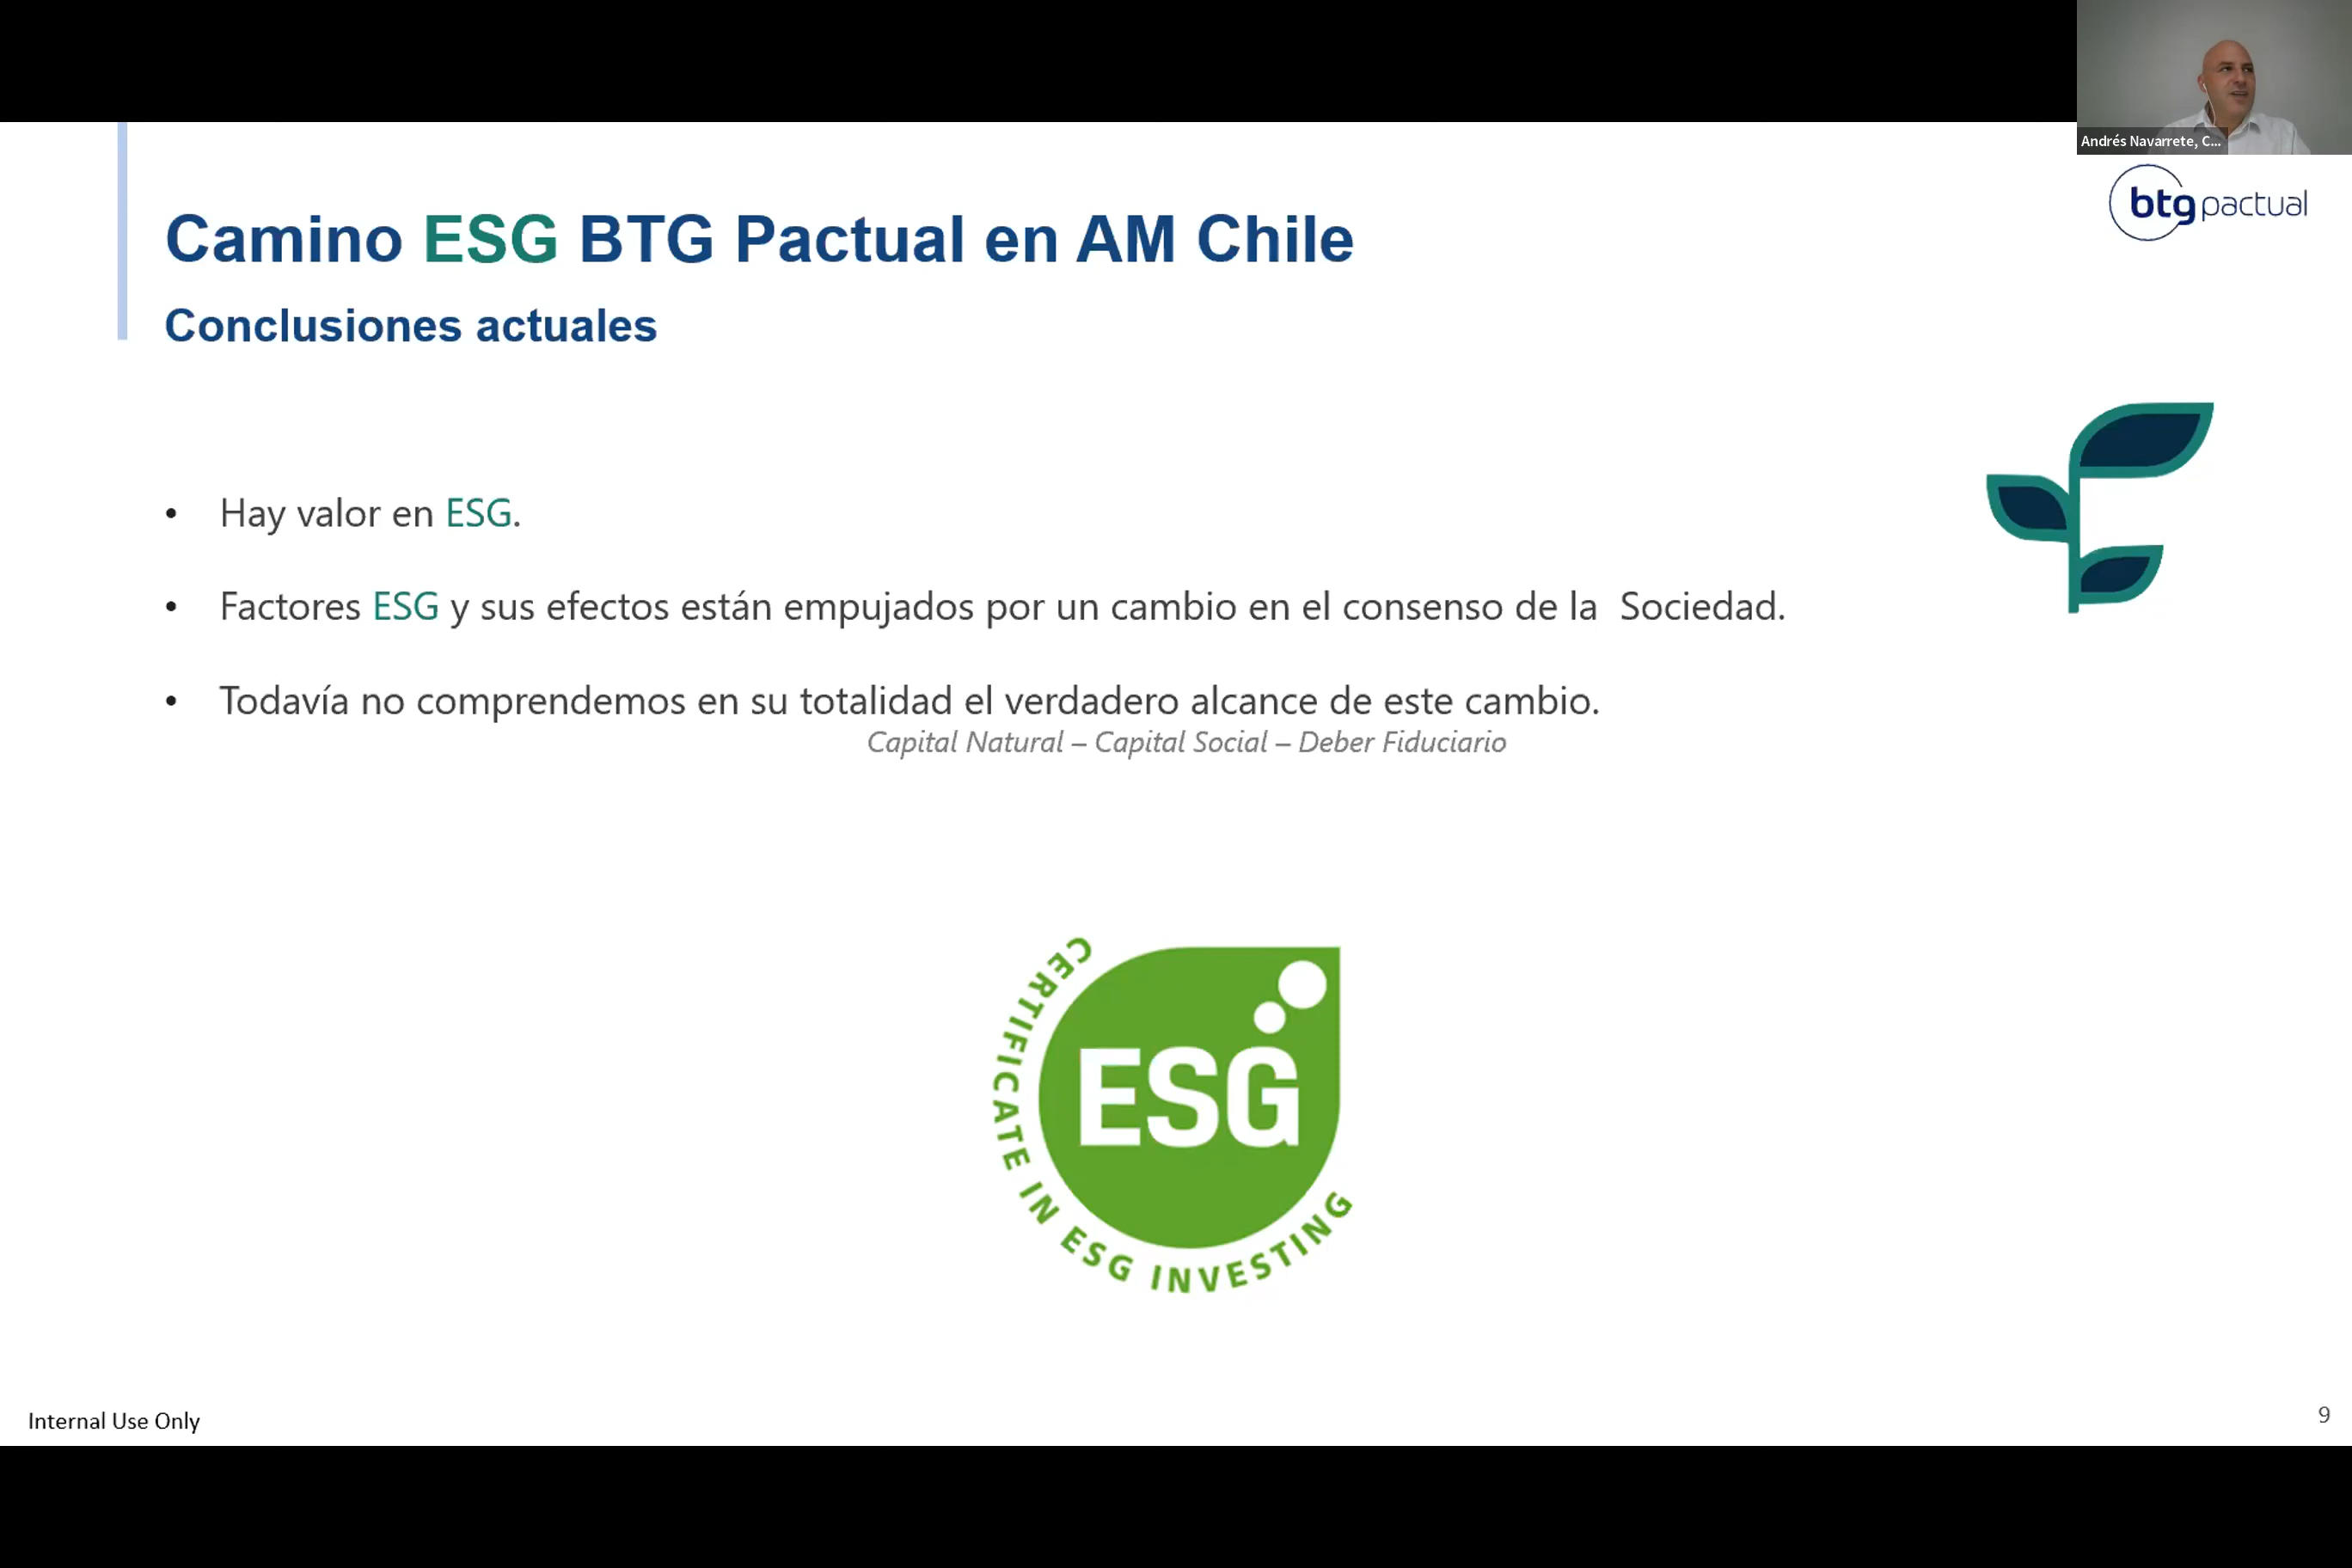 Andrés Navarrete, C...
btg pactual
Camino ESG BTG Pactual en AM Chile
Conclusiones actuales
• Hay valor en ESG.
• Factores ESG y sus efectos están empujados por un cambio en el consenso de la Sociedad.
• Todavía no comprendemos en su totalidad el verdadero alcance de este cambio.
Capital Natural – Capital Social – Deber Fiduciario
ESG
CERTIFICATE IN ESG INVESTING
Internal Use Only
9